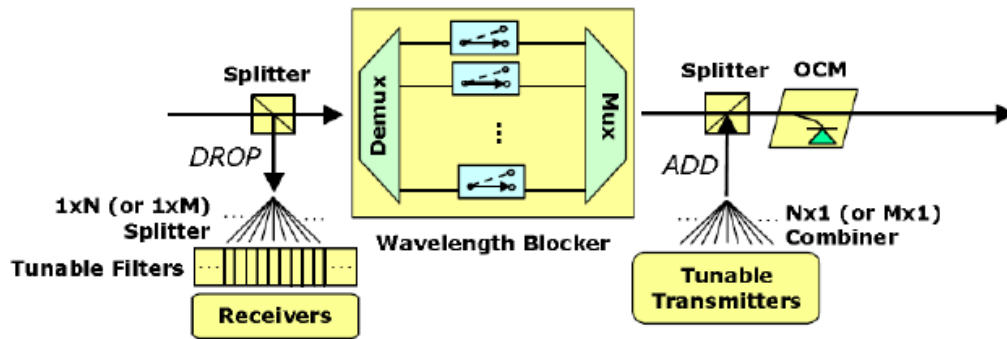 Splitter
DROP
1xN (or 1xM)
Splitter
Tunable Filters
Receivers
Demux
...
Mux
Wavelength Blocker
Splitter
OCM
ADD
Nx1 (or Mx1)
Combiner
Tunable
Transmitters